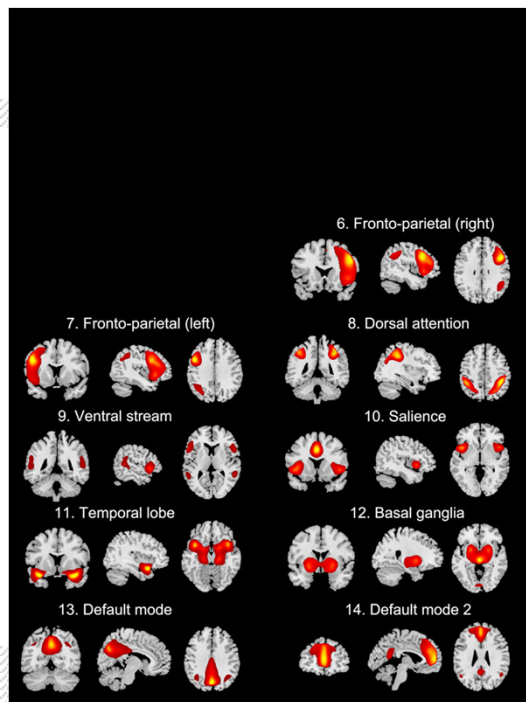 6. Fronto-parietal (right)
7. Fronto-parietal (left)
8. Dorsal attention
9. Ventral stream
10. Salience
11. Temporal lobe
12. Basal ganglia
13. Default mode
14. Default mode 2